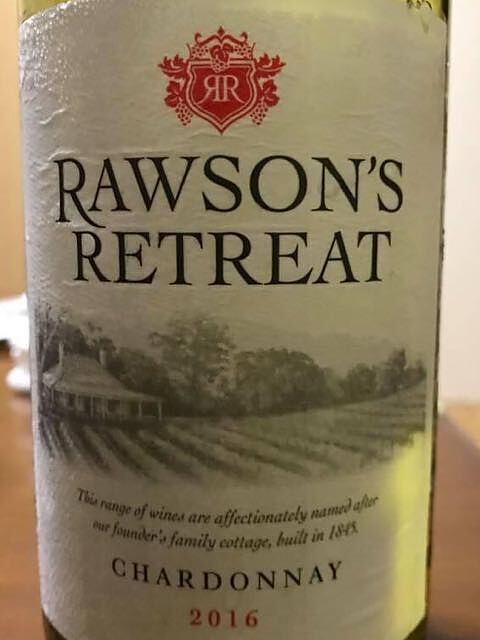 RR
RAWSON'S
RETREAT
This range of wines are affectionately named after
our founder's family cottage, built in 1845.
CHARDONNAY
2016